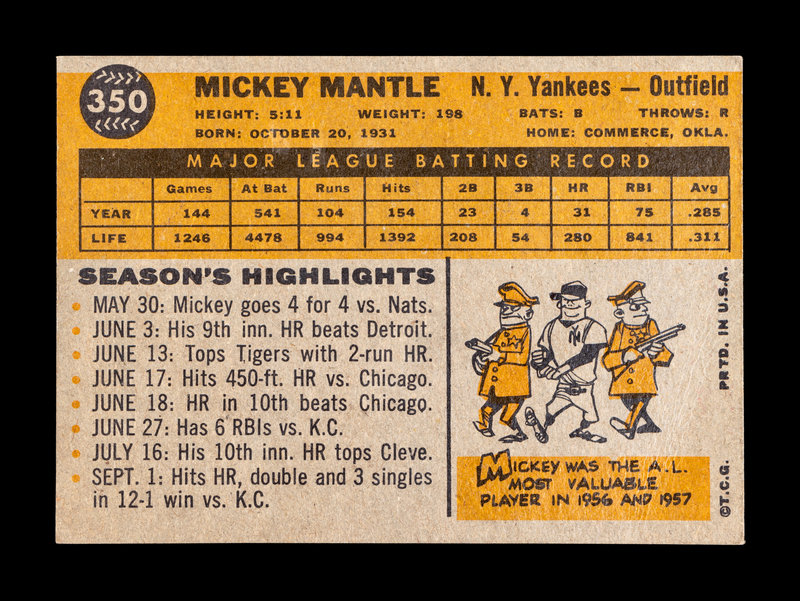 350
MICKEY MANTLE N. Y. Yankees — Outfield
HEIGHT: 5:11 WEIGHT: 198 BATS: B THROWS: R
BORN: OCTOBER 20, 1931 HOME: COMMERCE, OKLA.
MAJOR LEAGUE BATTING RECORD
Games At Bat Runs Hits 2B 3B HR RBI Avg
YEAR 144 541 104 154 23 4 31 75 .285
LIFE 1246 4478 994 1392 208 54 280 841 .311
SEASON'S HIGHLIGHTS
• MAY 30: Mickey goes 4 for 4 vs. Nats.
• JUNE 3: His 9th inn. HR beats Detroit.
• JUNE 13: Tops Tigers with 2-run HR.
• JUNE 17: Hits 450-ft. HR vs. Chicago.
• JUNE 18: HR in 10th beats Chicago.
• JUNE 27: Has 6 RBIs vs. K.C.
• JULY 16: His 10th inn. HR tops Cleve.
• SEPT. 1: Hits HR, double and 3 singles
in 12-1 win vs. K.C.
NY
MICKEY WAS THE A.L.
MOST VALUABLE
PLAYER IN 1956 AND 1957
©T.C.G. PRTD. IN U.S.A.